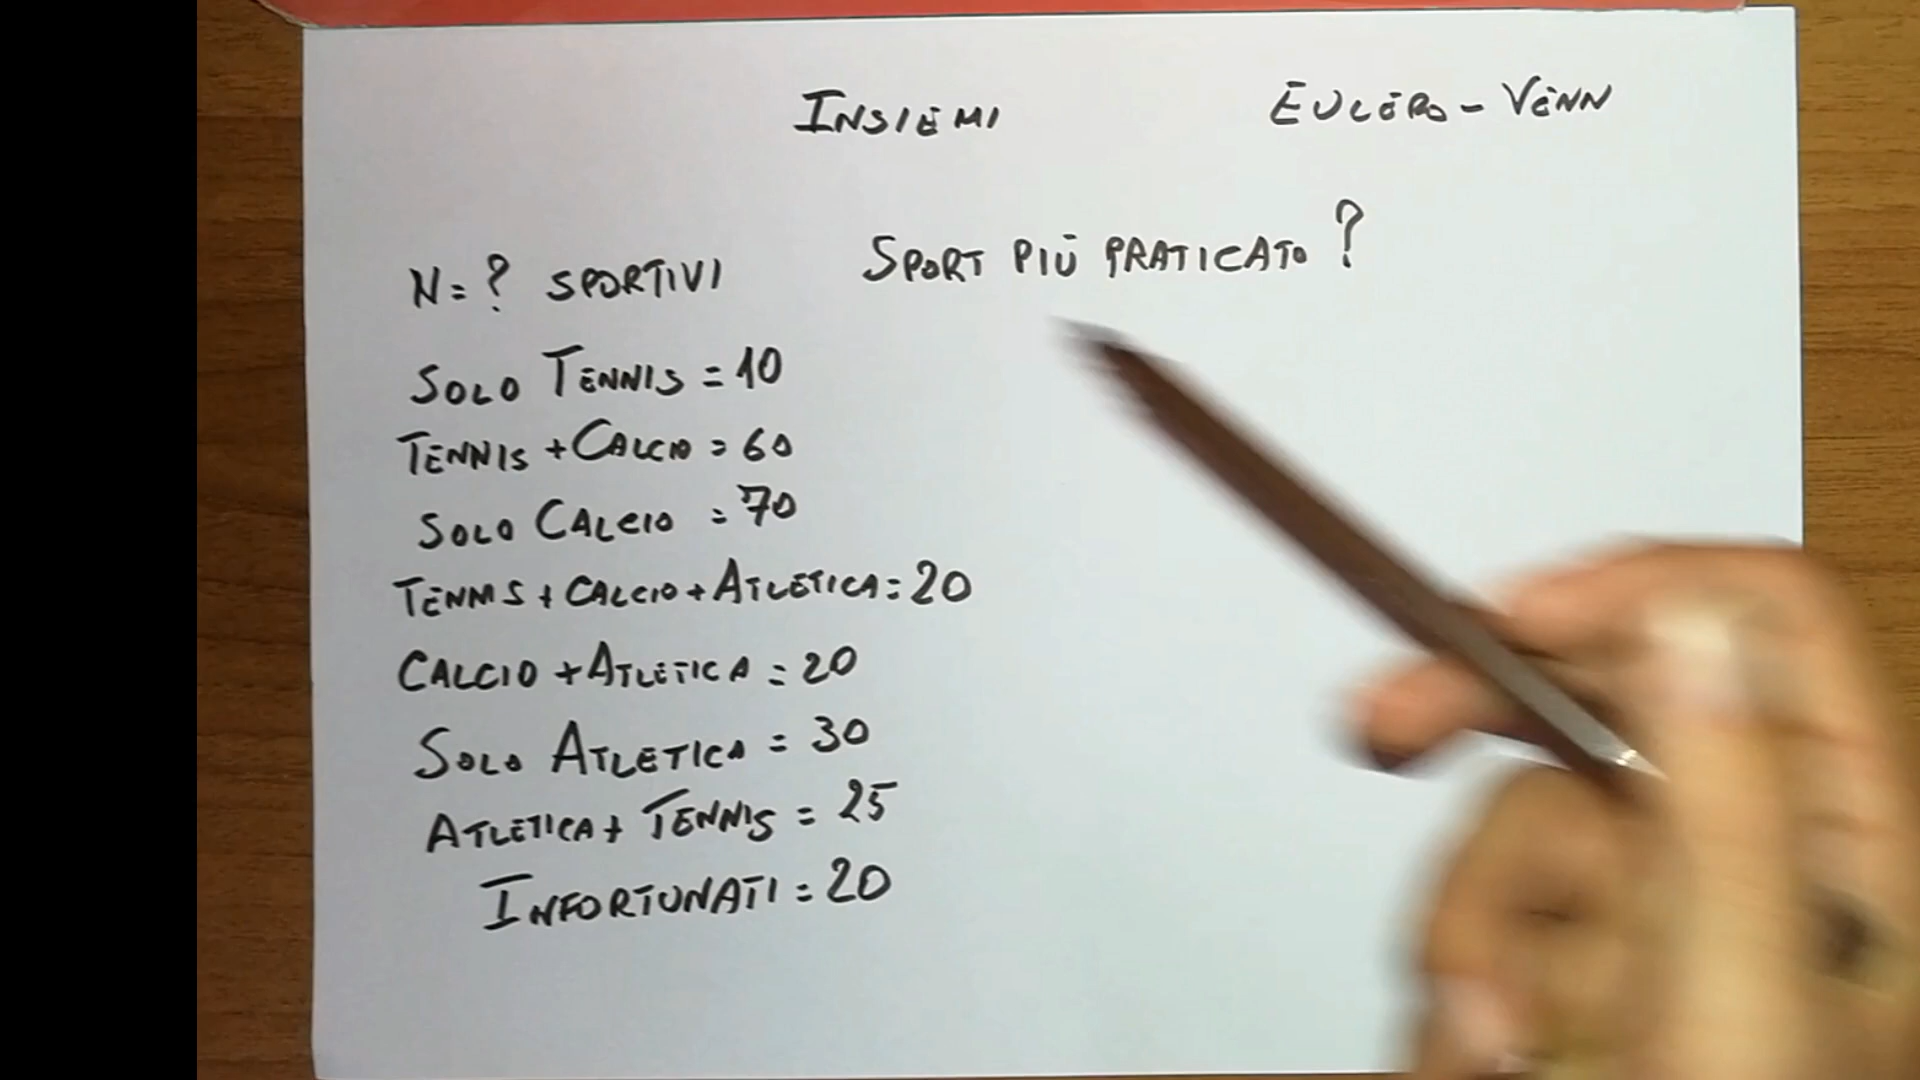 INSIEMI
EULERO - VENN
N = ? SPORTIVI
SPORT PIÙ PRATICATO ?
SOLO TENNIS = 10
TENNIS + CALCIO = 60
SOLO CALCIO = 70
TENNIS + CALCIO + ATLETICA = 20
CALCIO + ATLETICA = 20
SOLO ATLETICA = 30
ATLETICA + TENNIS = 25
INFORTUNATI = 20